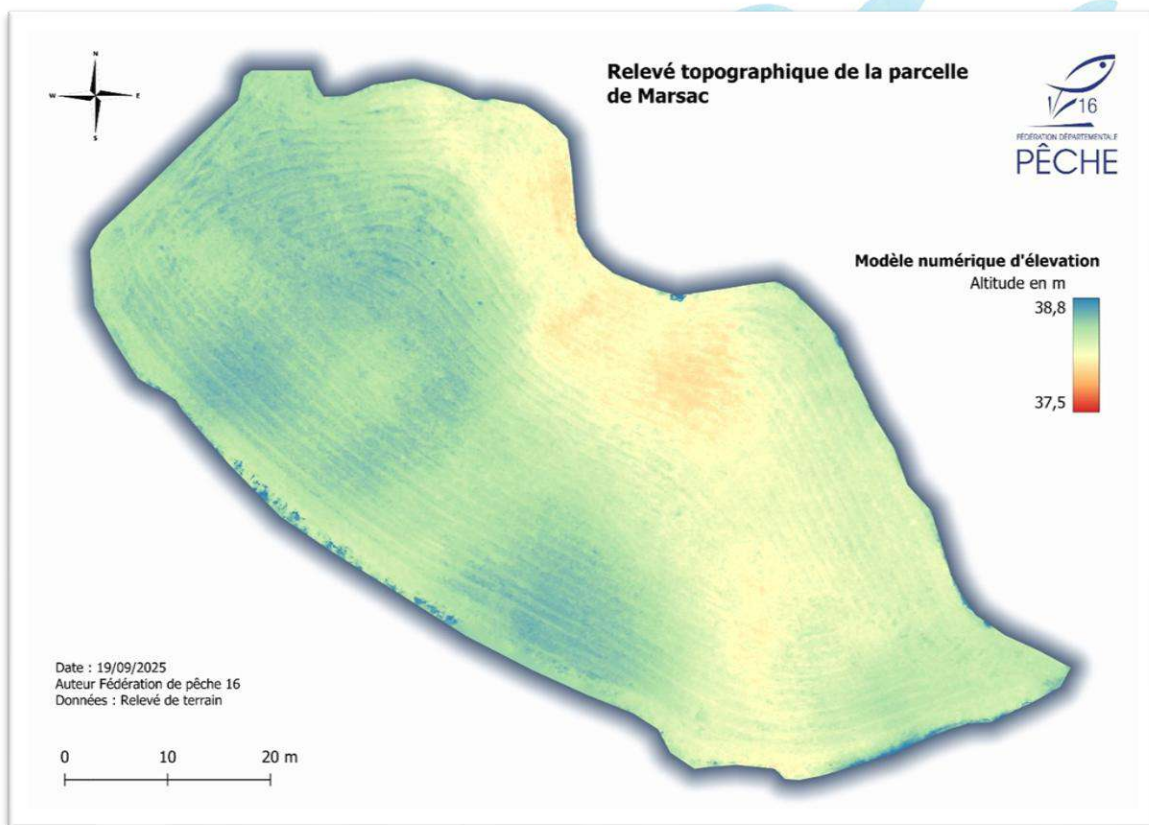 N
W
E
S
Relevé topographique de la parcelle
de Marsac
16
FÉDÉRATION DÉPARTEMENTALE
PÊCHE
Modèle numérique d'élevation
Altitude en m
38,8
37,5
Date : 19/09/2025
Auteur Fédération de pêche 16
Données : Relevé de terrain
0 10 20 m